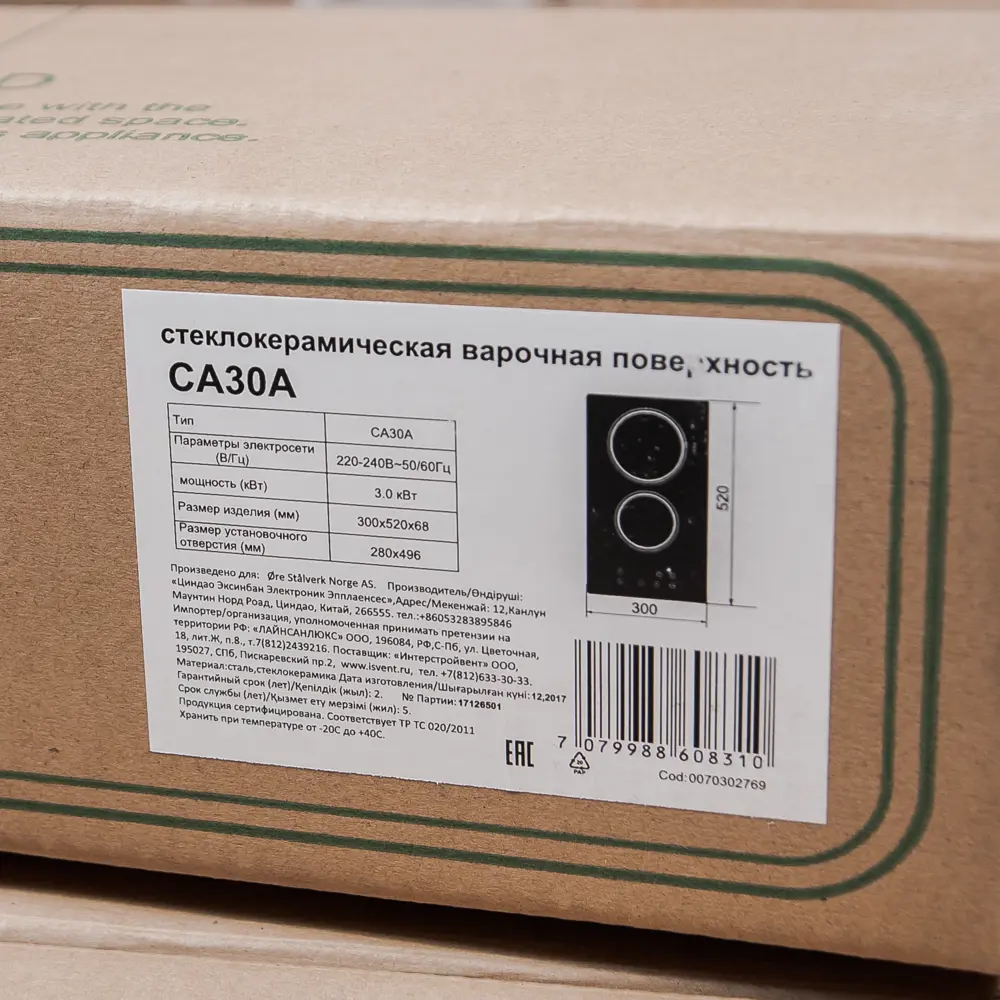 e with the
ated space.
s appliance.
стеклокерамическая варочная поверхность
CA30A
Тип CA30A
Параметры электросети (В/Гц) 220-240В~50/60Гц
мощность (кВт) 3.0 кВт
Размер изделия (мм) 300x520x68
Размер установочного отверстия (мм) 280x496
520
300
Произведено для: Øre Stålverk Norge AS. Производитель/Өндіруші:
«Циндао Эксинбан Электроник Эпплаенсес»,Адрес/Мекенжай: 12,Канлун
Маунтин Норд Роад, Циндао, Китай, 266555. тел.:+86053283895846
Импортер/организация, уполномоченная принимать претензии на
территории РФ: «ЛАЙНСАНЛЮКС» ООО, 196084, РФ,С-Пб, ул. Цветочная,
18, лит.Ж, п.8., т.7(812)2439216. Поставщик: «Интерстройвент» ООО,
195027, СПб, Пискаревский пр.2, www.isvent.ru, тел. +7(812)633-30-33.
Материал:сталь,стеклокерамика Дата изготовления/Шығарылған күні: 12,2017
Гарантийный срок (лет)/Кепілдік (жыл): 2. № Партии: 17126501
Срок службы (лет)/Қызмет ету мерзімі (жил): 5.
Продукция сертифицирована. Соответствует ТР ТС 020/2011
Хранить при температуре от -20С до +40С.
EAC
PAP
7 079988 608310
Cod:0070302769